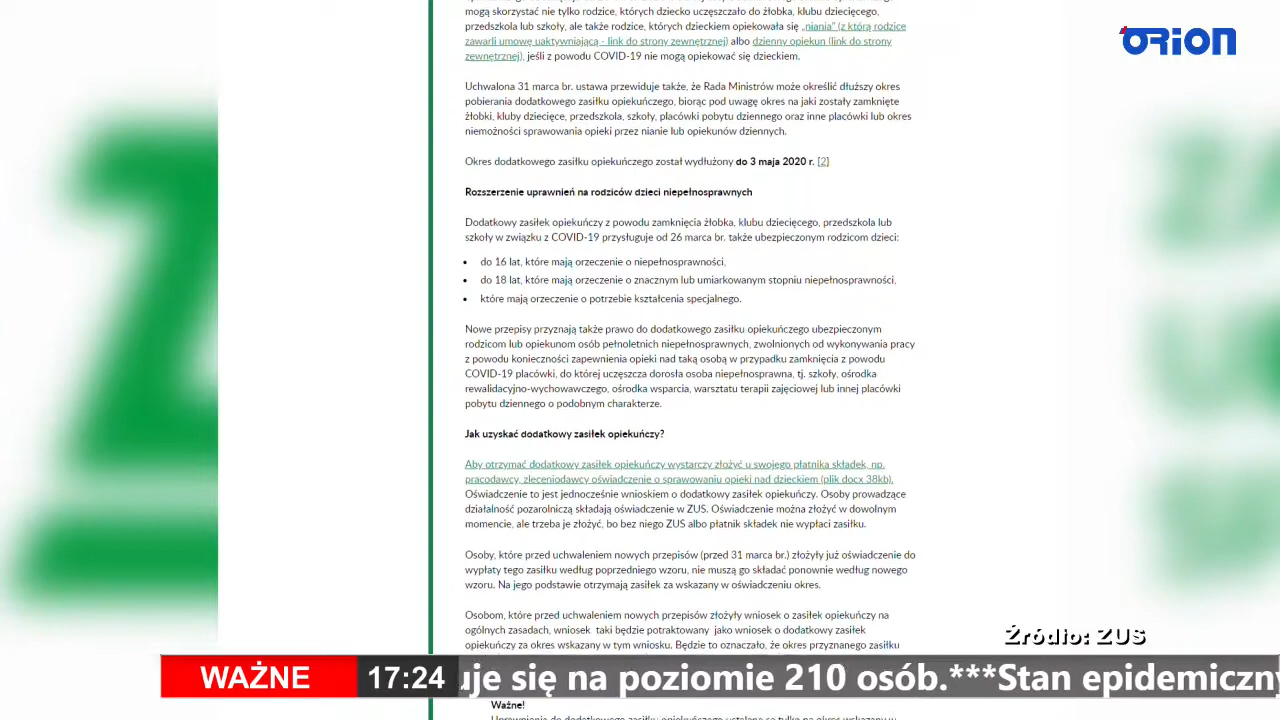 mogą skorzystać nie tylko rodzice, których dziecko uczęszczało do żłobka, klubu dziecięcego,
przedszkola lub szkoły, ale także rodzice, których dzieckiem opiekowała się „niania” (z którą rodzice
zawarli umowę uaktywniającą - link do strony zewnętrznej) albo dzienny opiekun (link do strony
zewnętrznej), jeśli z powodu COVID-19 nie mogą opiekować się dzieckiem.
ORION
Uchwalona 31 marca br. ustawa przewiduje także, że Rada Ministrów może określić dłuższy okres
pobierania dodatkowego zasiłku opiekuńczego, biorąc pod uwagę okres na jaki zostały zamknięte
żłobki, kluby dziecięce, przedszkola, szkoły, placówki pobytu dziennego oraz inne placówki lub okres
niemożności sprawowania opieki przez nianie lub opiekunów dziennych.
Okres dodatkowego zasiłku opiekuńczego został wydłużony do 3 maja 2020 r. [2]
Rozszerzenie uprawnień na rodziców dzieci niepełnosprawnych
Dodatkowy zasiłek opiekuńczy z powodu zamknięcia żłobka, klubu dziecięcego, przedszkola lub
szkoły w związku z COVID-19 przysługuje od 26 marca br. także ubezpieczonym rodzicom dzieci:
• do 16 lat, które mają orzeczenie o niepełnosprawności,
• do 18 lat, które mają orzeczenie o znacznym lub umiarkowanym stopniu niepełnosprawności,
• które mają orzeczenie o potrzebie kształcenia specjalnego.
Nowe przepisy przyznają także prawo do dodatkowego zasiłku opiekuńczego ubezpieczonym
rodzicom lub opiekunom osób pełnoletnich niepełnosprawnych, zwolnionych od wykonywania pracy
z powodu konieczności zapewnienia opieki nad taką osobą w przypadku zamknięcia z powodu
COVID-19 placówki, do której uczęszcza dorosła osoba niepełnosprawna, tj. szkoły, ośrodka
rewalidacyjno-wychowawczego, ośrodka wsparcia, warsztatu terapii zajęciowej lub innej placówki
pobytu dziennego o podobnym charakterze.
Jak uzyskać dodatkowy zasiłek opiekuńczy?
Aby otrzymać dodatkowy zasiłek opiekuńczy wystarczy złożyć u swojego płatnika składek, np.
pracodawcy, zleceniodawcy oświadczenie o sprawowaniu opieki nad dzieckiem (plik docx 38kb).
Oświadczenie to jest jednocześnie wnioskiem o dodatkowy zasiłek opiekuńczy. Osoby prowadzące
działalność pozarolniczą składają oświadczenie w ZUS. Oświadczenie można złożyć w dowolnym
momencie, ale trzeba je złożyć, bo bez niego ZUS albo płatnik składek nie wypłaci zasiłku.
Osoby, które przed uchwaleniem nowych przepisów (przed 31 marca br.) złożyły już oświadczenie do
wypłaty tego zasiłku według poprzedniego wzoru, nie muszą go składać ponownie według nowego
wzoru. Na jego podstawie otrzymają zasiłek za wskazany w oświadczeniu okres.
Osobom, które przed uchwaleniem nowych przepisów złożyły wniosek o zasiłek opiekuńczy na
ogólnych zasadach, wniosek taki będzie potraktowany jako wniosek o dodatkowy zasiłek
opiekuńczy za okres wskazany w tym wniosku. Będzie to oznaczało, że okres przyznanego zasiłku
Źródło: ZUS
WAŻNE 17:24 uje się na poziomie 210 osób.***Stan epidemiczny
Ważne!